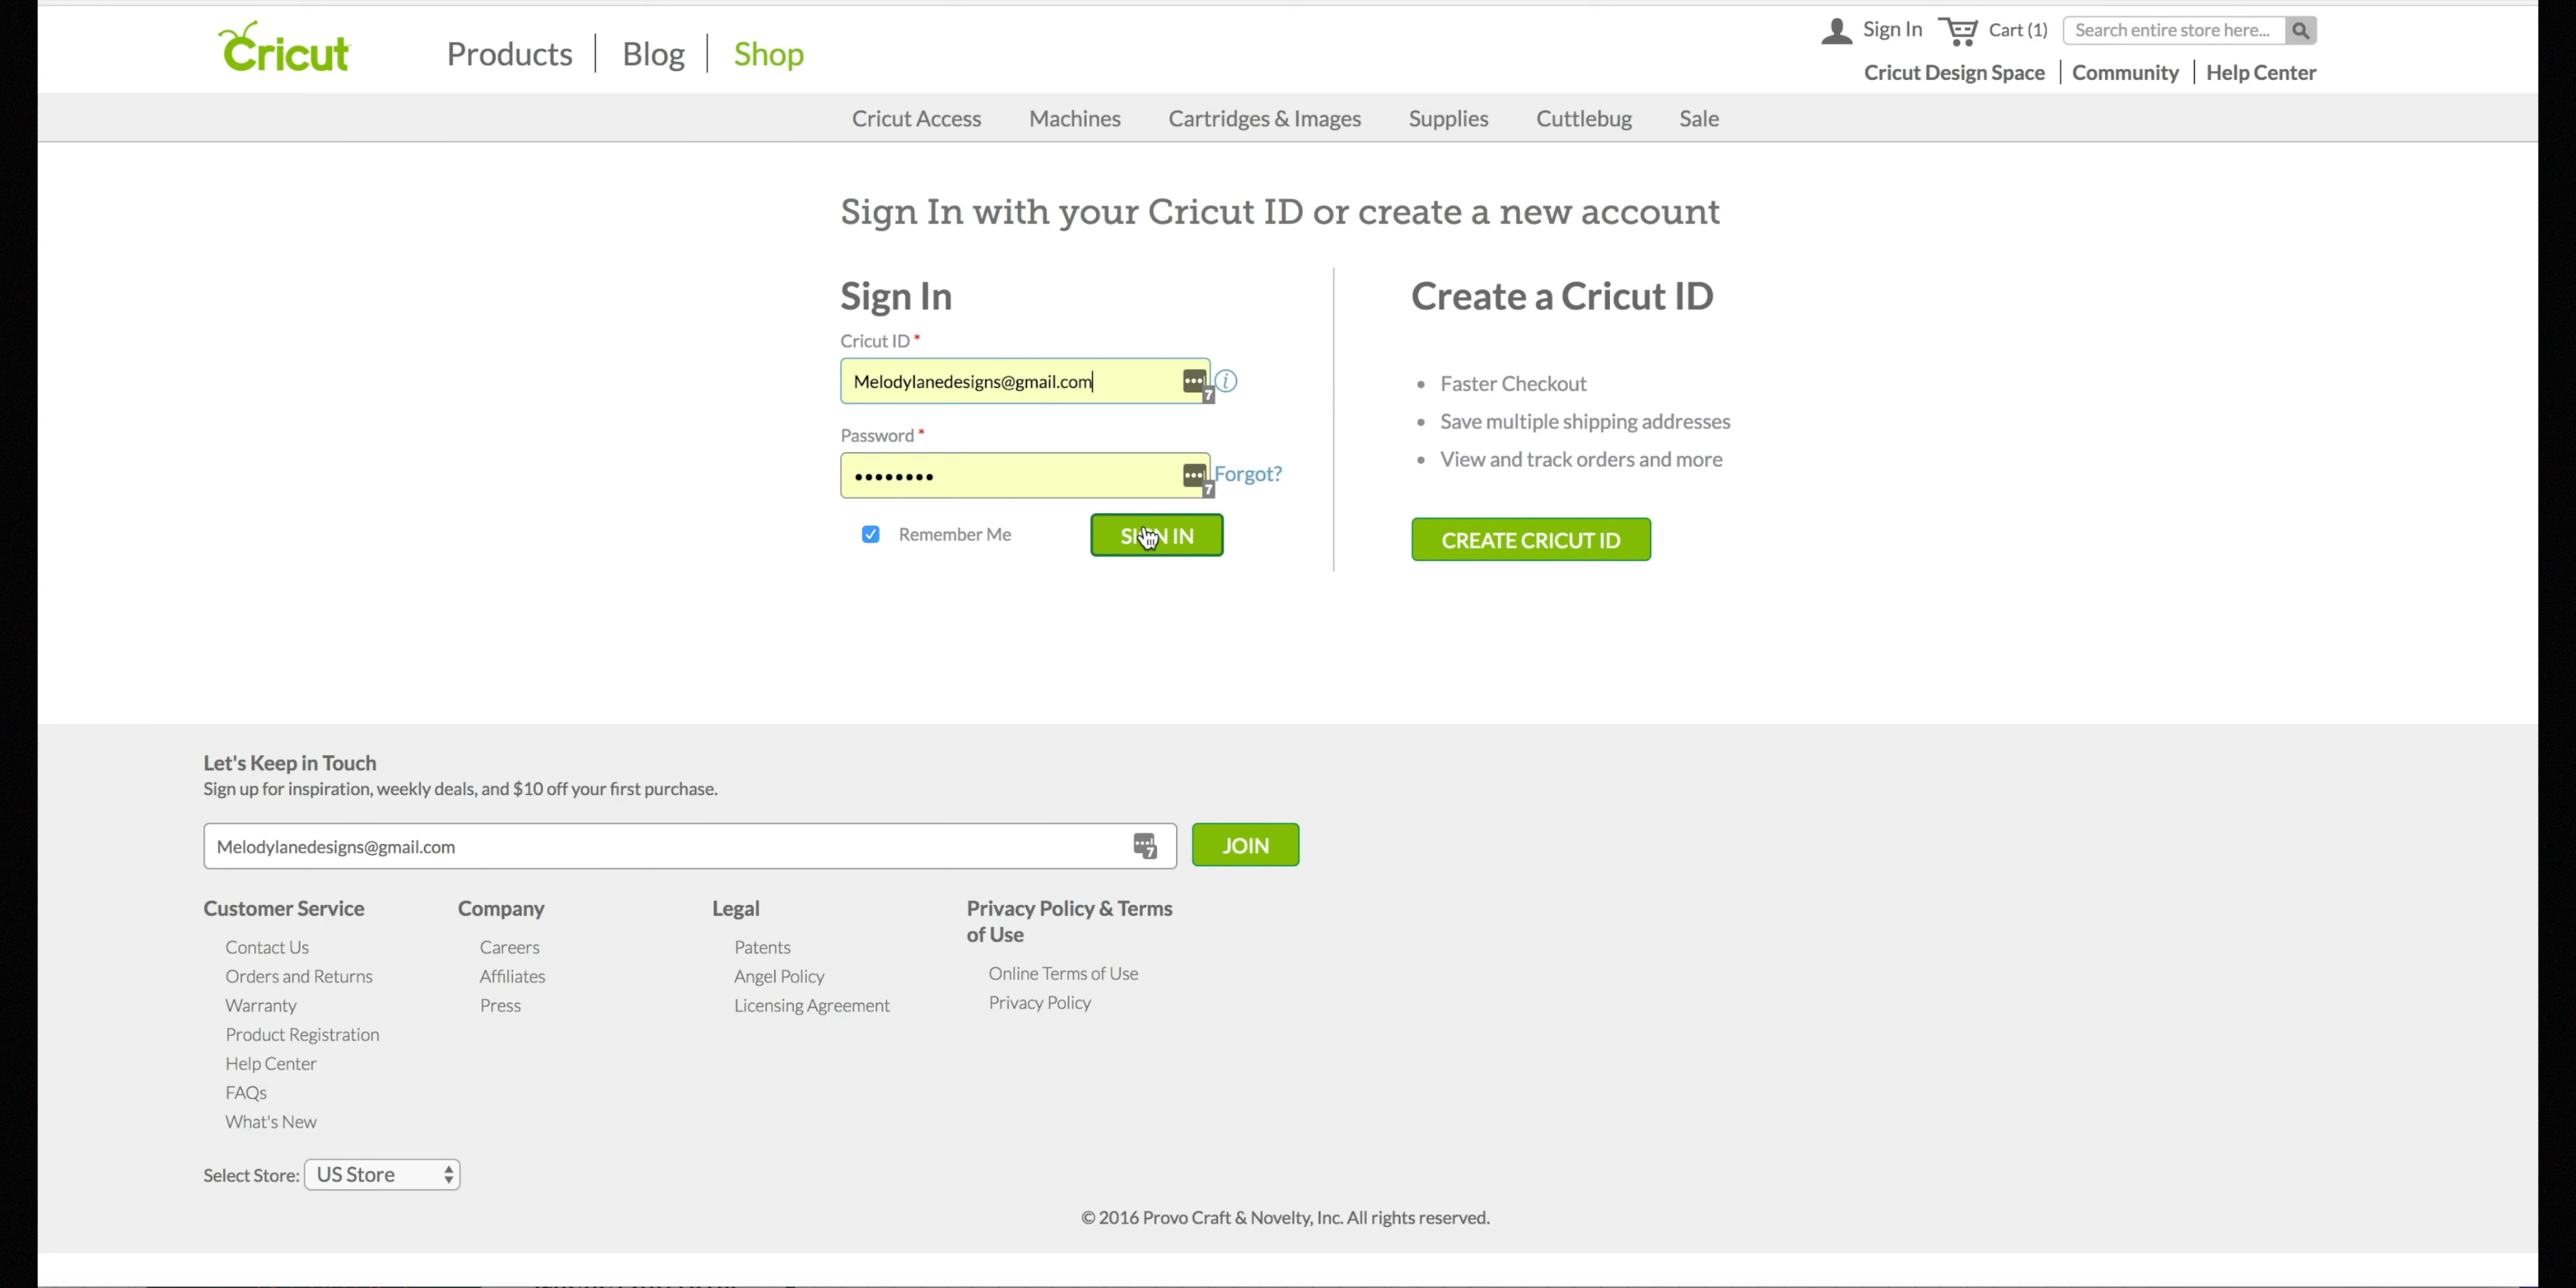 Cricut
Products
Blog
Shop
Sign In
Cart (1)
Search entire store here...
Cricut Design Space
Community
Help Center
Cricut Access
Machines
Cartridges & Images
Supplies
Cuttlebug
Sale
Sign In with your Cricut ID or create a new account
Sign In
Cricut ID *
Melodylanedesigns@gmail.com
7
i
Password *
••••••••
7
Forgot?
Remember Me
SIGN IN
Create a Cricut ID
• Faster Checkout
• Save multiple shipping addresses
• View and track orders and more
CREATE CRICUT ID
Let's Keep in Touch
Sign up for inspiration, weekly deals, and $10 off your first purchase.
Melodylanedesigns@gmail.com
7
JOIN
Customer Service
Contact Us
Orders and Returns
Warranty
Product Registration
Help Center
FAQs
What's New
Company
Careers
Affiliates
Press
Legal
Patents
Angel Policy
Licensing Agreement
Privacy Policy & Terms
of Use
Online Terms of Use
Privacy Policy
Select Store: US Store
© 2016 Provo Craft & Novelty, Inc. All rights reserved.